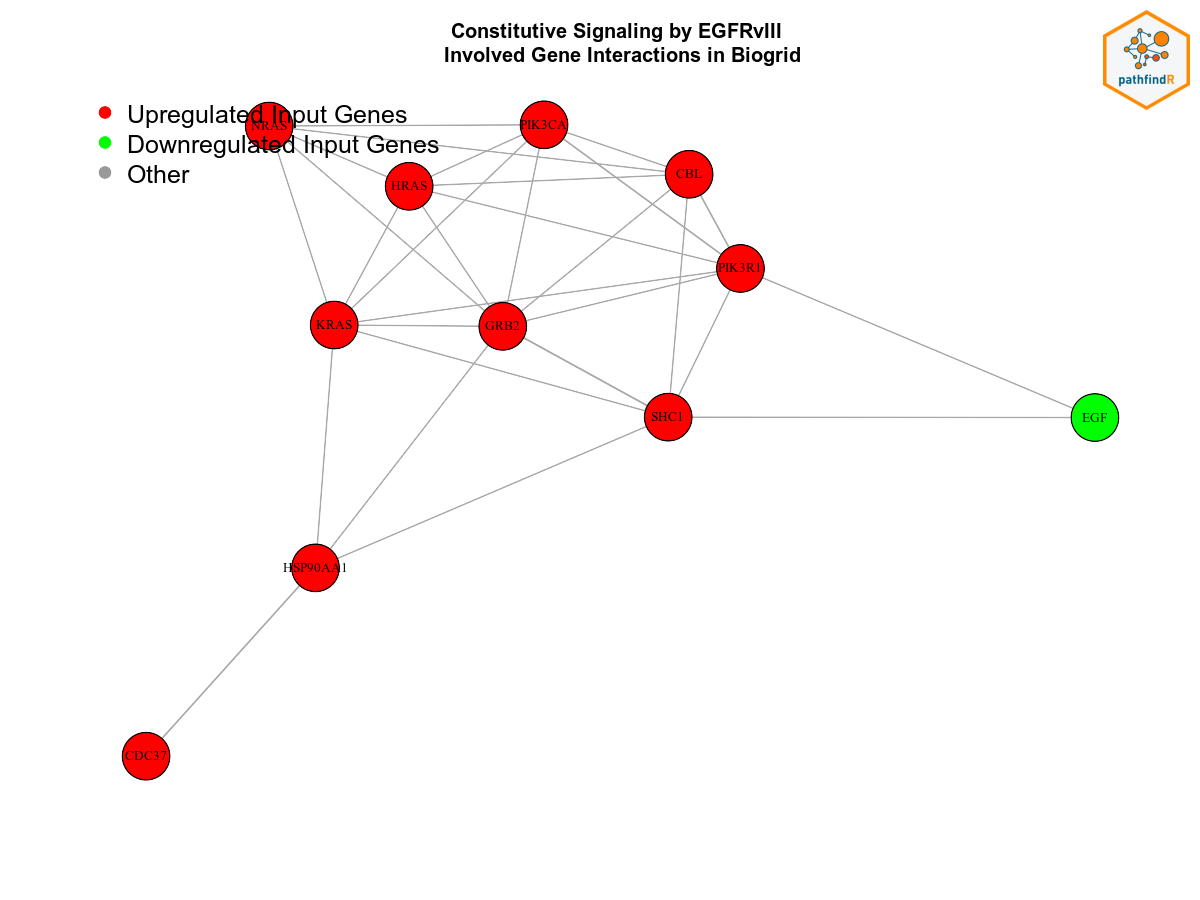 Constitutive Signaling by EGFRvIII
Involved Gene Interactions in Biogrid
pathfindR
Upregulated Input Genes
Downregulated Input Genes
Other
NRAS
PIK3CA
HRAS
CBL
PIK3R1
KRAS
GRB2
SHC1
EGF
HSP90AA1
CDC37